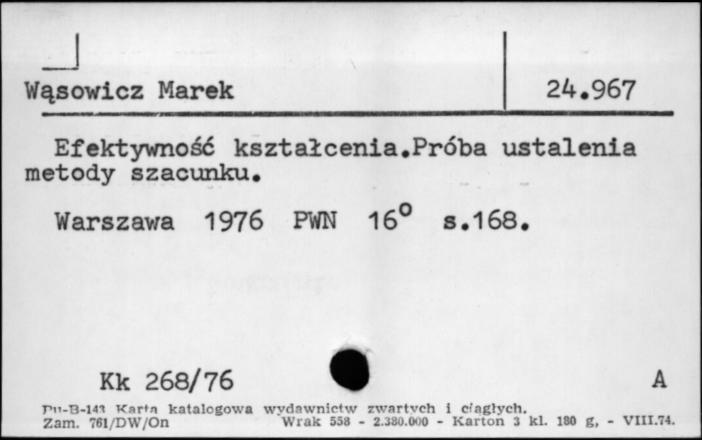 Wąsowicz Marek 24.967
Efektywność kształcenia.Próba ustalenia
metody szacunku.
Warszawa 1976 PWN 16° s.168.
Kk 268/76 A
Pu-B-143 Karta katalogowa wydawnictw zwartych i ciągłych.
Zam. 761/DW/On Wrak 558 - 2.380.000 - Karton 3 kl. 180 g, - VIII.74.